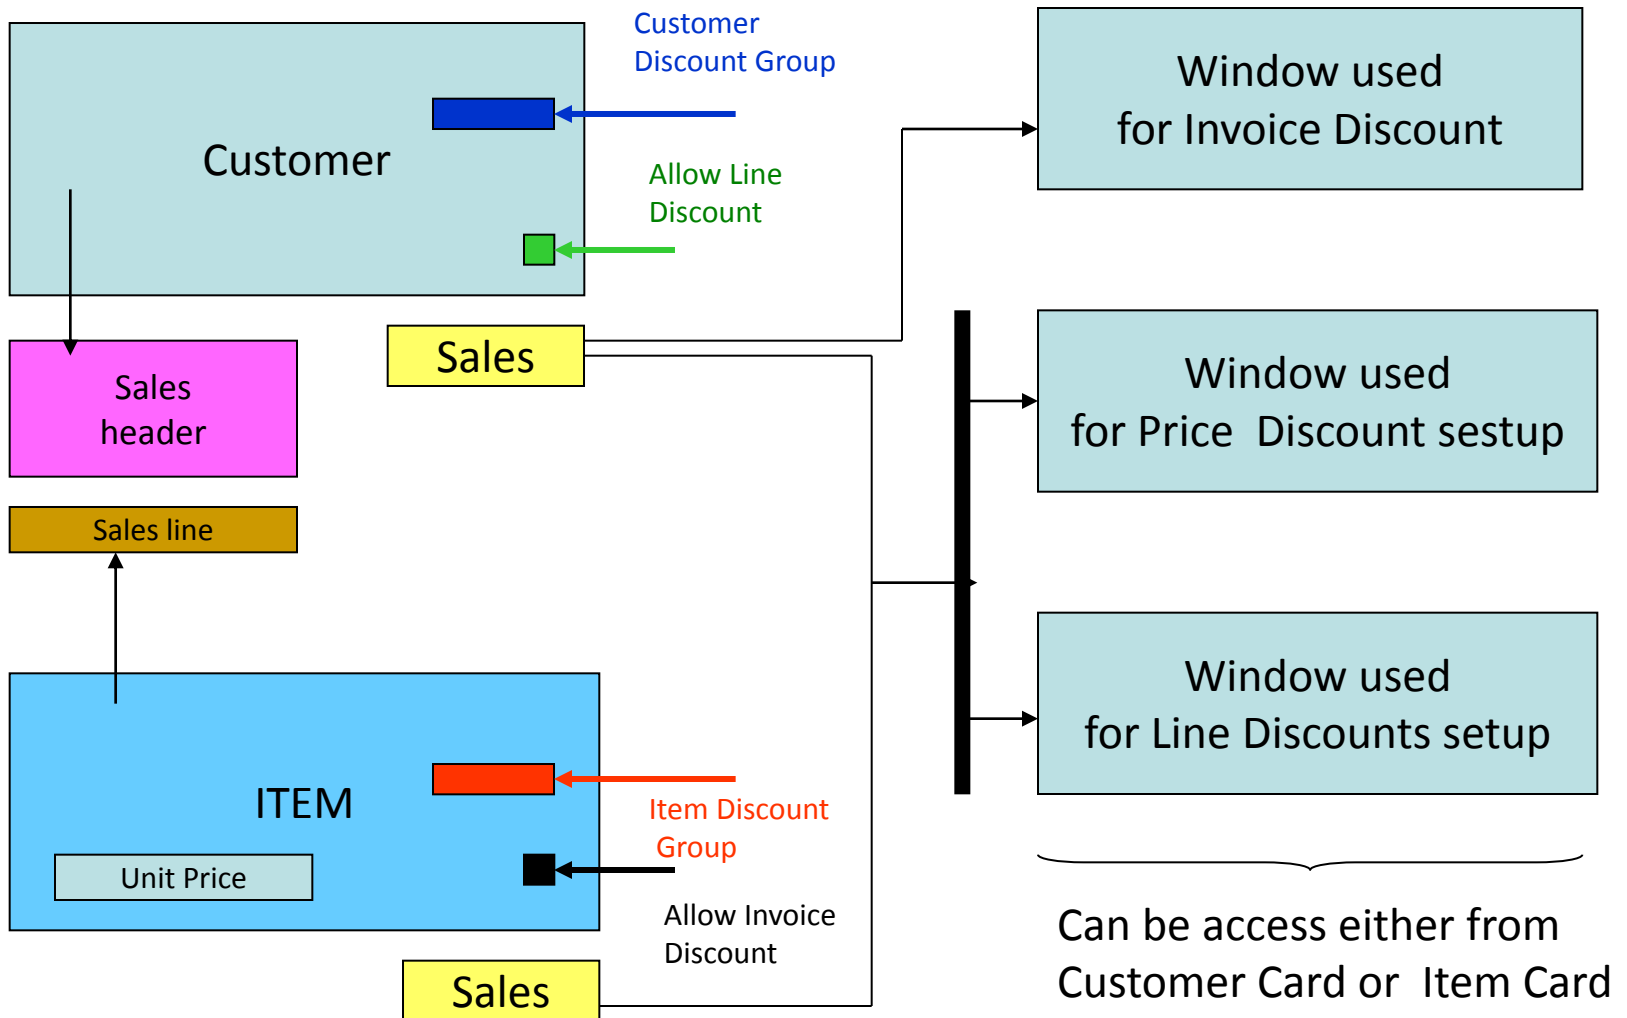 Customer
Discount Group
Customer
Allow Line
Discount
Sales
Sales
header
Sales line
ITEM
Unit Price
Item Discount
Group
Allow Invoice
Discount
Sales
Window used
for Invoice Discount
Window used
for Price  Discount sestup
Window used
for Line Discounts setup
Can be access either from
Customer Card or  Item Card